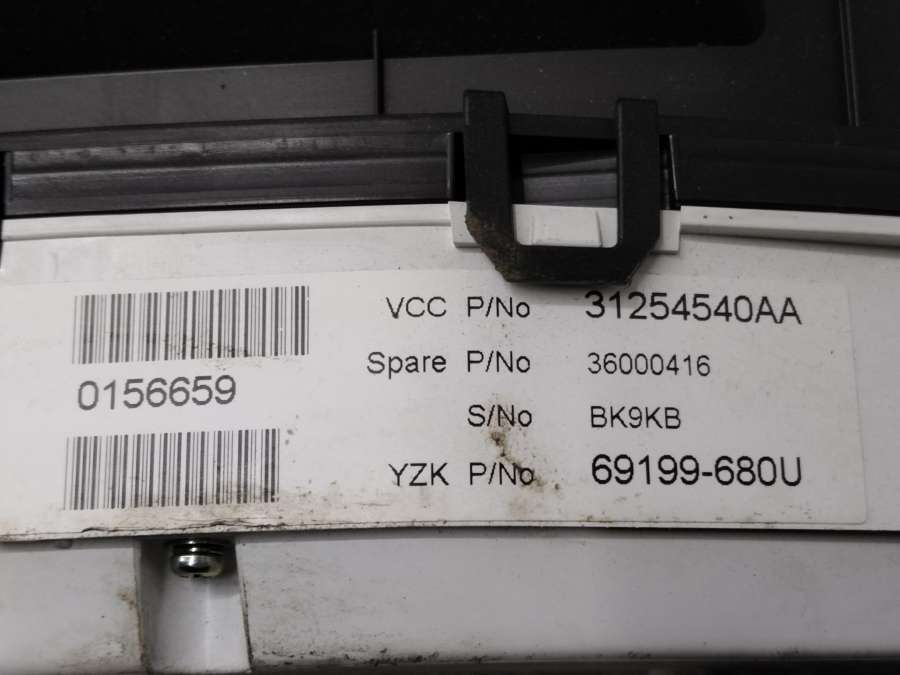 VCC P/No 31254540AA
0156659
Spare P/No 36000416
S/No BK9KB
YZK P/No 69199-680U